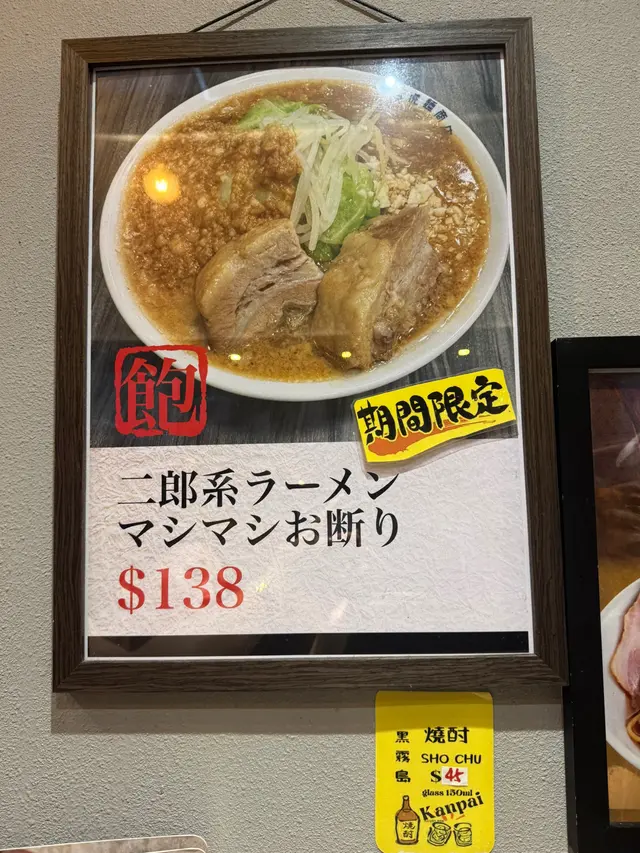 飽
期間限定
二郎系ラーメン
マシマシお断り
$138
黒霧島
焼酎
SHO CHU
$45
glass 150ml
Kanpai
焼酎